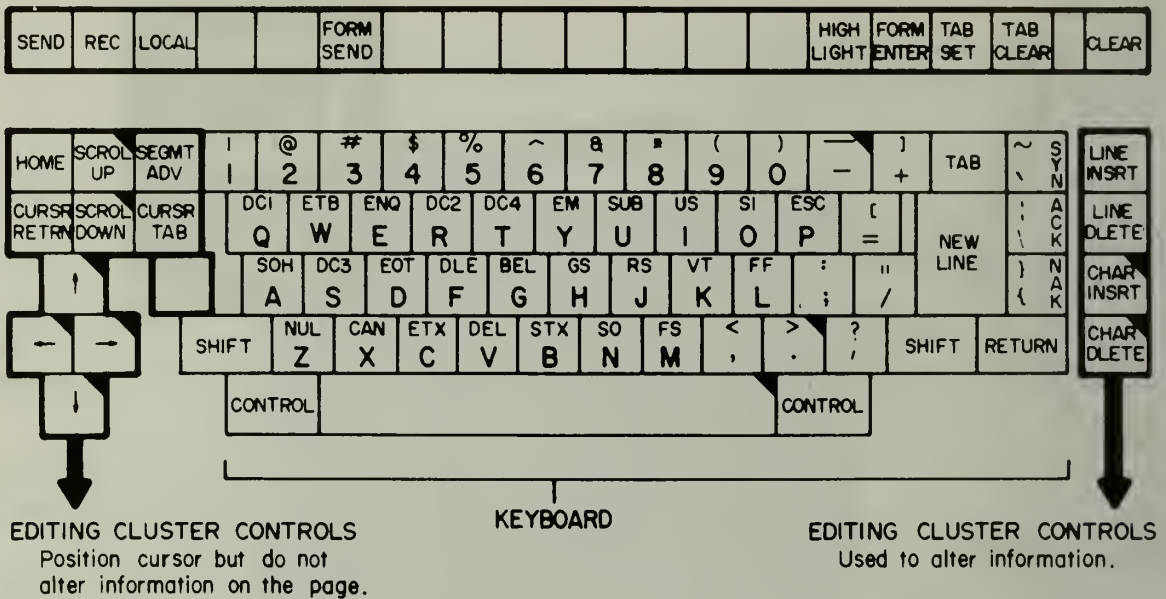 SEND REC LOCAL FORM SEND HIGH LIGHT FORM ENTER TAB SET TAB CLEAR CLEAR
HOME SCROL UP SEGMT ADV
| @ # $ % ^ & * ( ) — ] TAB ~ SYN
| 2 3 4 5 6 7 8 9 0 - + \
LINE INSRT
CURSR RETRN SCROL DOWN CURSR TAB
DC1 ETB ENQ DC2 DC4 EM SUB US SI ESC [ NEW LINE ACK
Q W E R T Y U I O P = \
LINE DLETE
↑
SOH DC3 EOT DLE BEL GS RS VT FF : " } NAK
A S D F G H J K L ; / {
CHAR INSRT
← →
SHIFT NUL CAN ETX DEL STX SO FS < > ? SHIFT RETURN
Z X C V B N M , . '
CHAR DLETE
↓
CONTROL CONTROL
EDITING CLUSTER CONTROLS
Position cursor but do not
alter information on the page.
KEYBOARD
EDITING CLUSTER CONTROLS
Used to alter information.